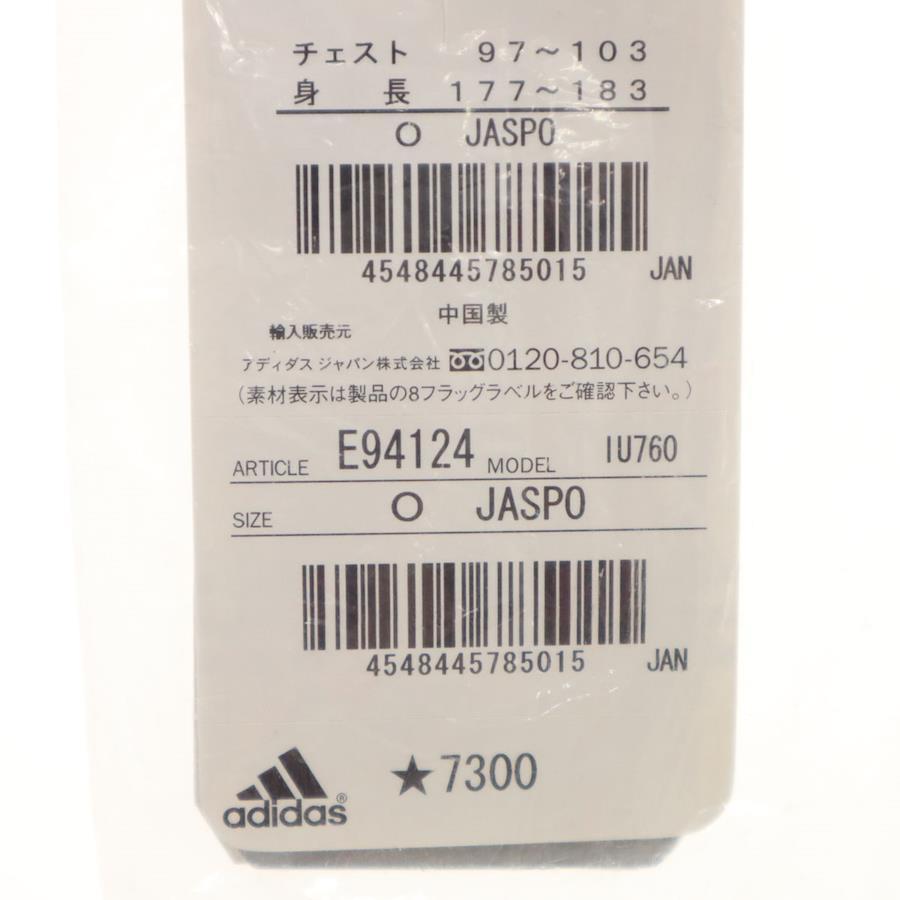 チェスト 97～103
身長 177～183
O JASPO
4548445785015 JAN
中国製
輸入販売元
アディダス ジャパン株式会社 0120-810-654
（素材表示は製品の8フラッグラベルをご確認下さい。）
ARTICLE E94124 MODEL IU760
SIZE O JASPO
4548445785015 JAN
adidas® ★7300